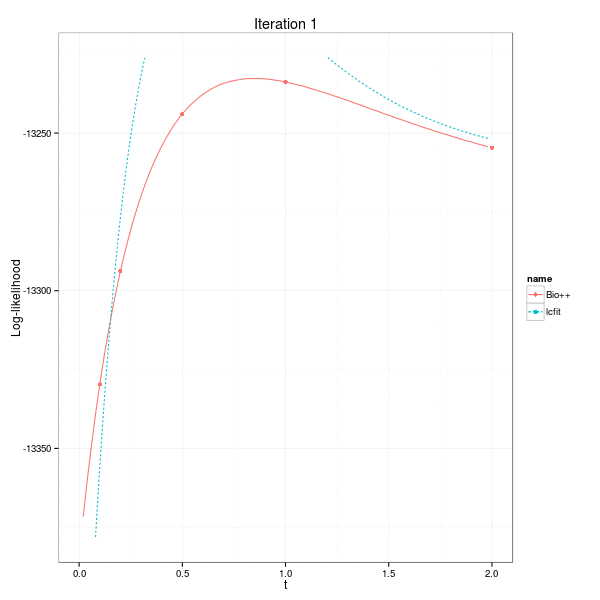 Iteration 1
Log-likelihood
-13250
-13300
-13350
0.0 0.5 1.0 1.5 2.0
t
name
Bio++
lcfit